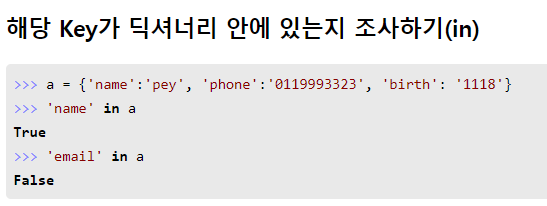 해당 Key가 딕셔너리 안에 있는지 조사하기(in)
>>> a = {'name':'pey', 'phone':'0119993323', 'birth': '1118'}
>>> 'name' in a
True
>>> 'email' in a
False